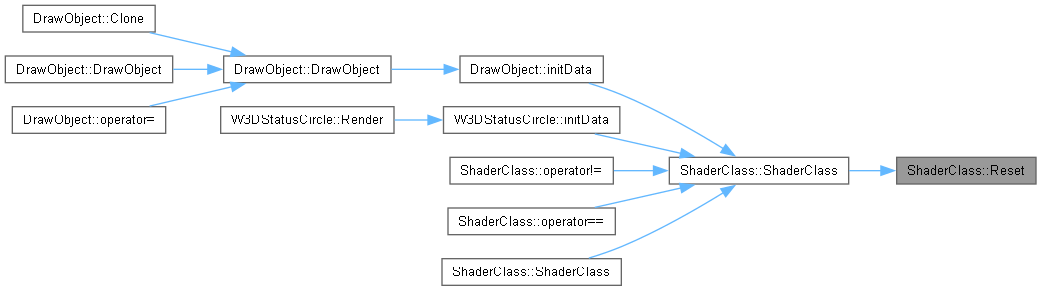 DrawObject::Clone
DrawObject::DrawObject
DrawObject::DrawObject
DrawObject::initData
DrawObject::operator=
W3DStatusCircle::Render
W3DStatusCircle::initData
ShaderClass::operator!=
ShaderClass::ShaderClass
ShaderClass::Reset
ShaderClass::operator==
ShaderClass::ShaderClass